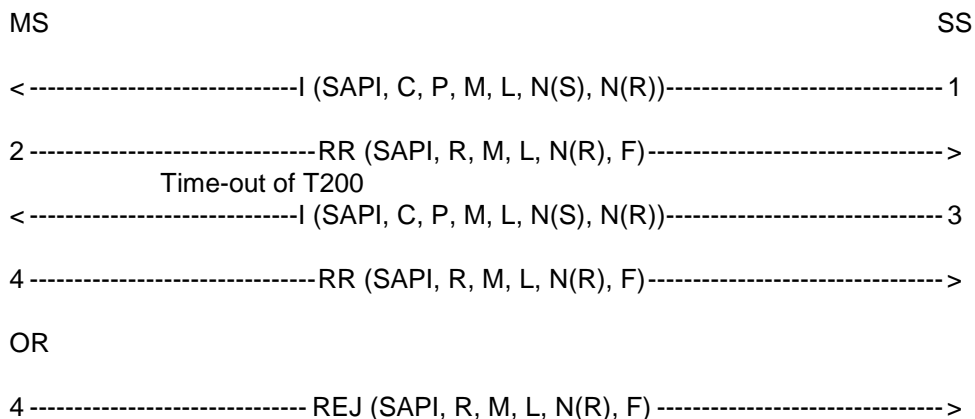 MS SS
< ------------------------------I (SAPI, C, P, M, L, N(S), N(R))------------------------------- 1
2 --------------------------------RR (SAPI, R, M, L, N(R), F)--------------------------------- >
Time-out of T200
< ------------------------------I (SAPI, C, P, M, L, N(S), N(R))------------------------------- 3
4 --------------------------------RR (SAPI, R, M, L, N(R), F)--------------------------------- >
OR
4 ------------------------------- REJ (SAPI, R, M, L, N(R), F) -------------------------------- >